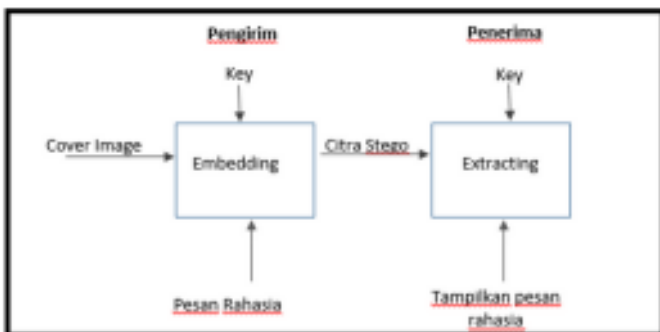 Pengirim
Penerima
Key
Key
Cover Image
Embedding
Citra Stego
Extracting
Pesan Rahasia
Tampilkan pesan
rahasia